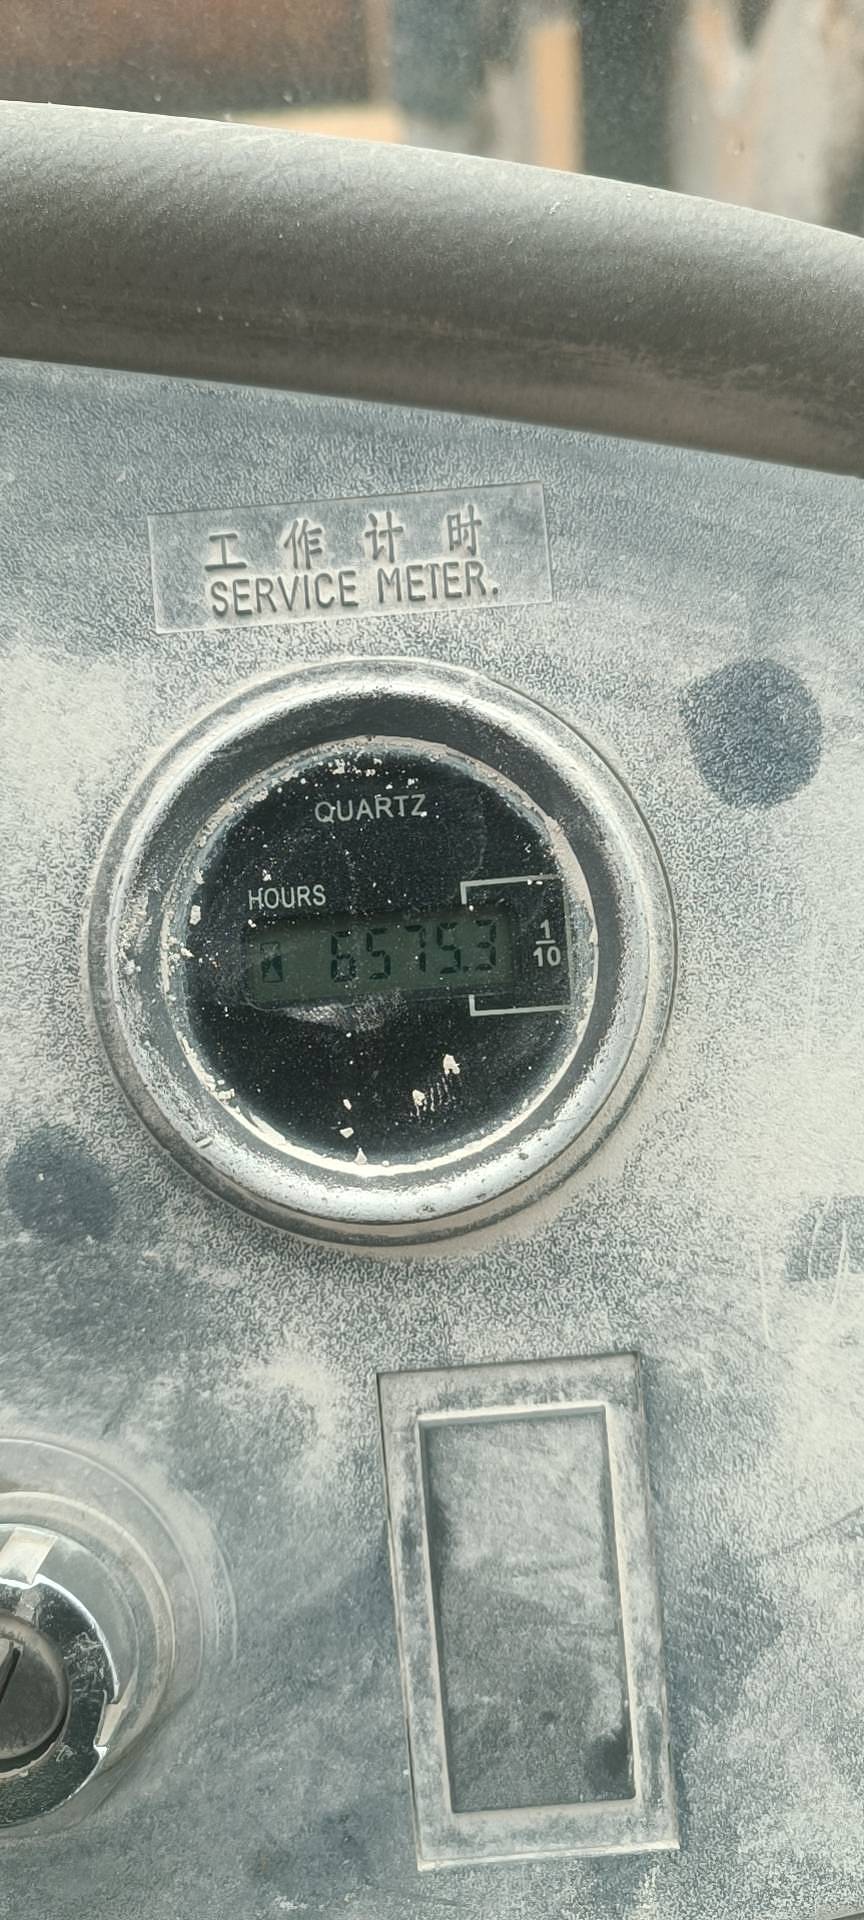 工作计时
SERVICE METER.
QUARTZ
HOURS
6575.3
1
10